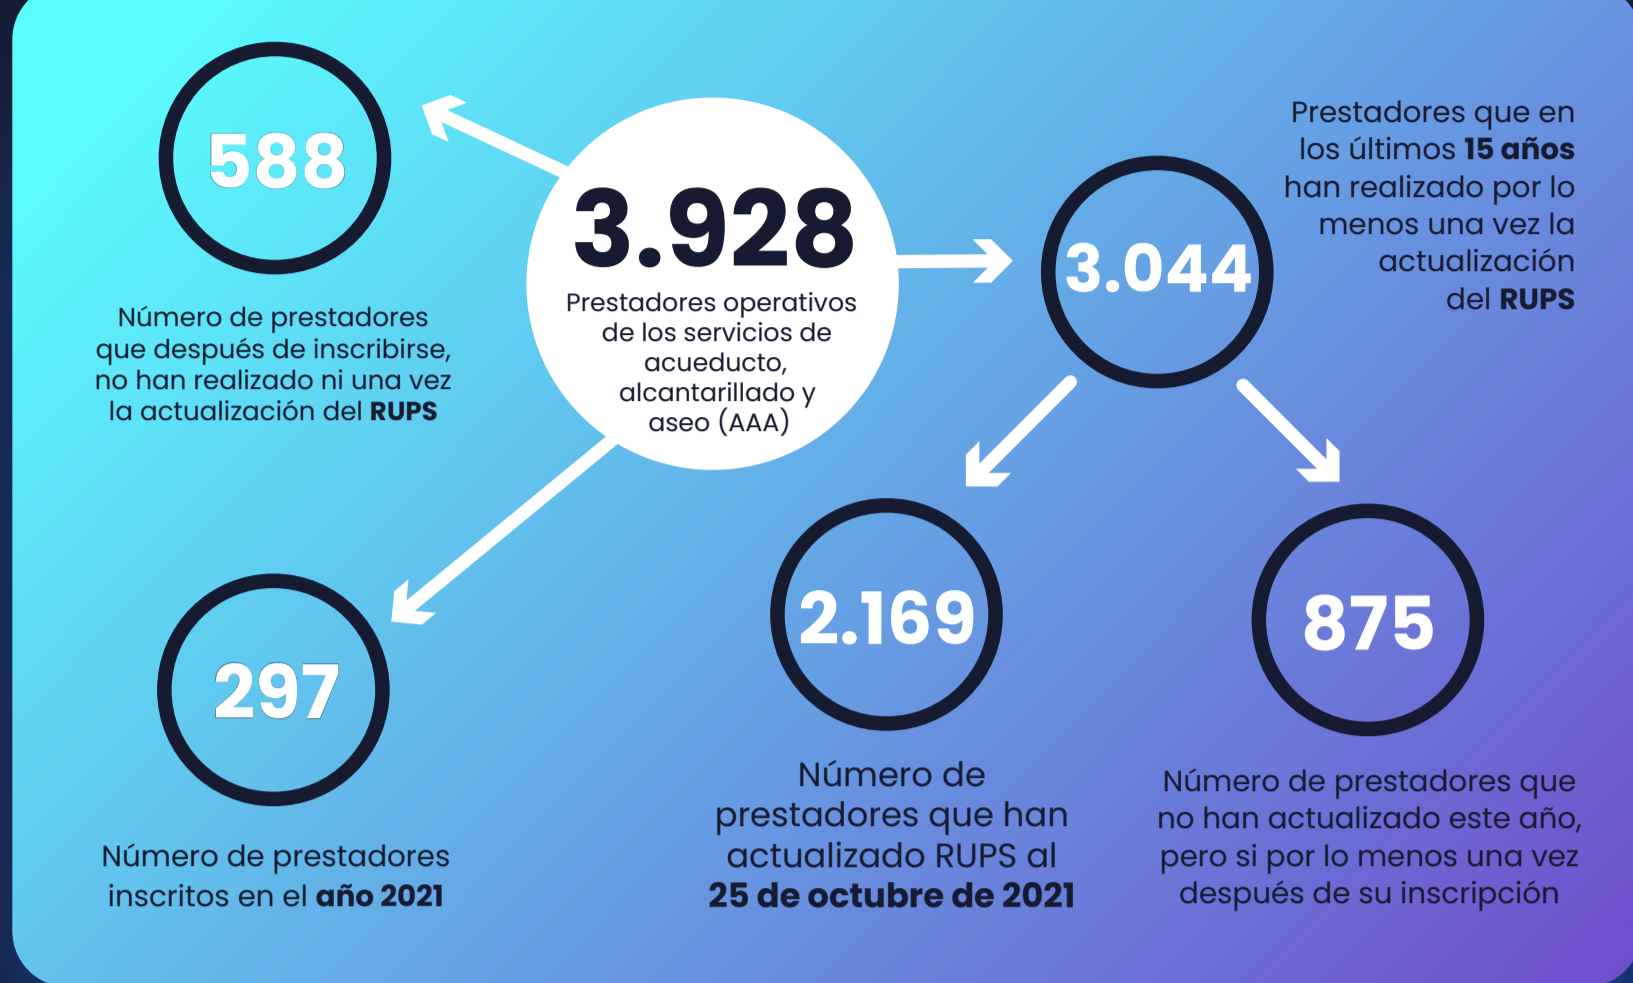 588
Número de prestadores
que después de inscribirse,
no han realizado ni una vez
la actualización del RUPS
3.928
Prestadores operativos
de los servicios de
acueducto,
alcantarillado y
aseo (AAA)
3.044
Prestadores que en
los últimos 15 años
han realizado por lo
menos una vez la
actualización
del RUPS
297
Número de prestadores
inscritos en el año 2021
2.169
Número de
prestadores que han
actualizado RUPS al
25 de octubre de 2021
875
Número de prestadores que
no han actualizado este año,
pero si por lo menos una vez
después de su inscripción